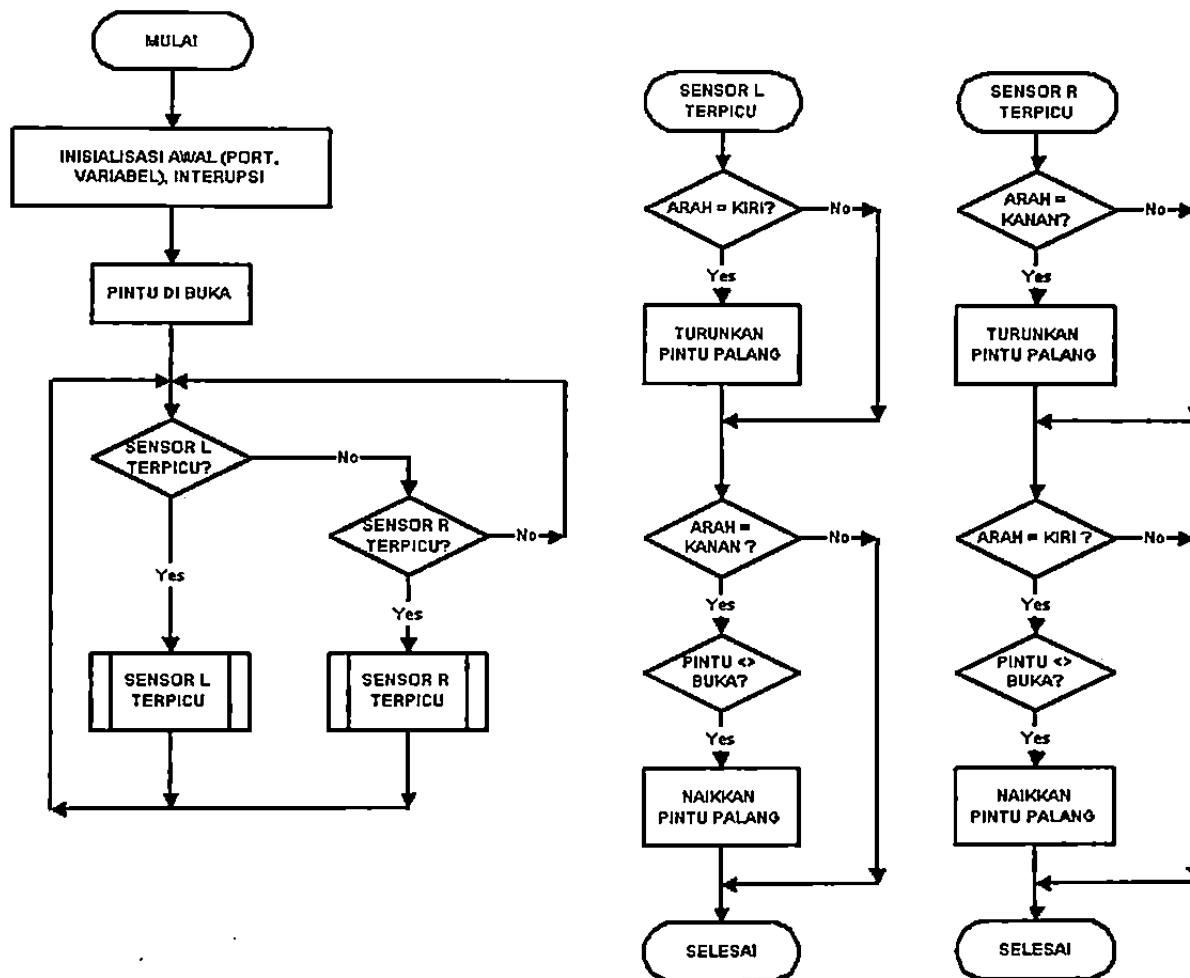 MULAI
INISIALISASI AWAL (PORT,
VARIABEL), INTERUPSI
PINTU DI BUKA
SENSOR L
TERPICU?
No
SENSOR R
TERPICU?
No
Yes
Yes
SENSOR L
TERPICU
SENSOR R
TERPICU
SENSOR L
TERPICU
ARAH = KIRI?
No
Yes
TURUNKAN
PINTU PALANG
ARAH =
KANAN ?
No
Yes
PINTU <>
BUKA?
Yes
NAIKKAN
PINTU PALANG
SELESAI
SENSOR R
TERPICU
ARAH =
KANAN?
No
Yes
TURUNKAN
PINTU PALANG
ARAH = KIRI ?
No
Yes
PINTU <>
BUKA?
Yes
NAIKKAN
PINTU PALANG
SELESAI